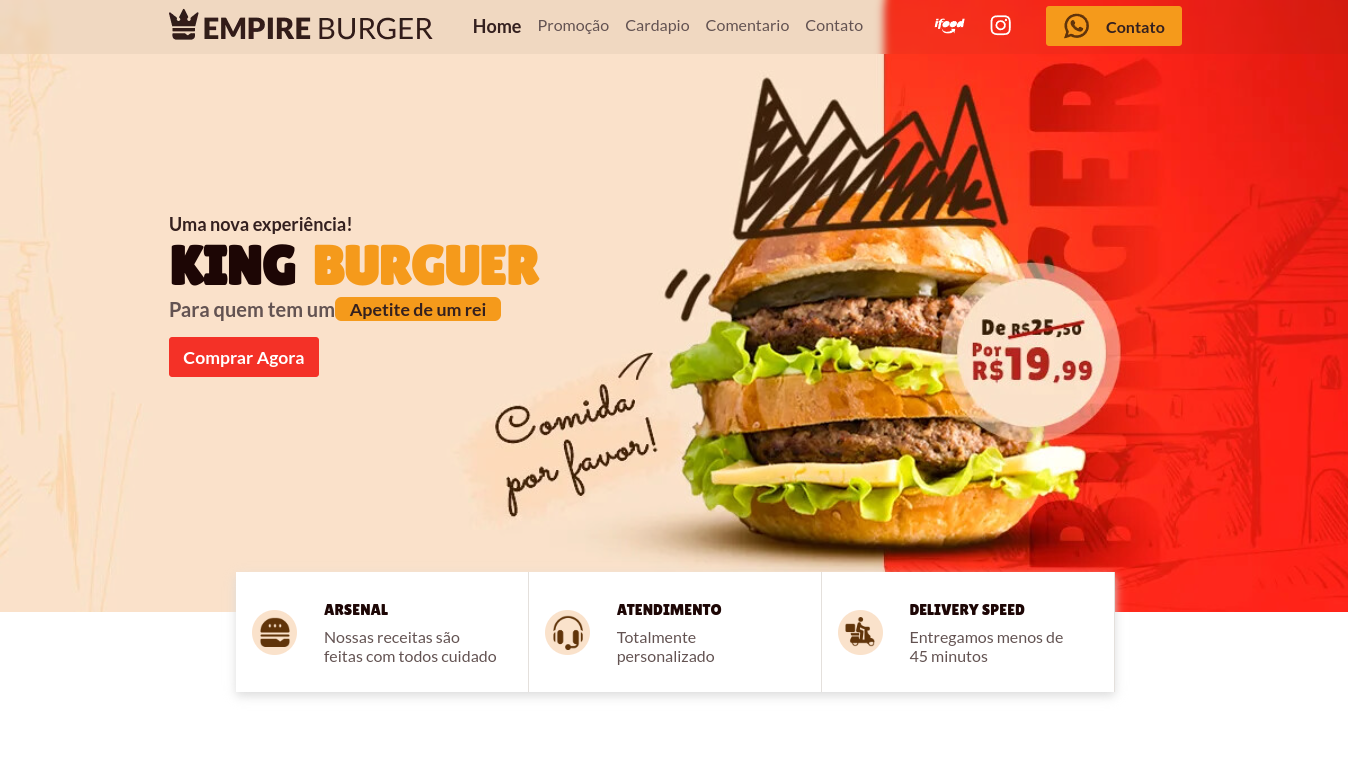 EMPIRE BURGER
Home Promoção Cardapio Comentario Contato
ifood
Contato
BURGER
Uma nova experiência!
KING BURGUER
Para quem tem um Apetite de um rei
Comprar Agora
Comida
por favor!
De R$25,50
Por
R$19,99
ARSENAL
Nossas receitas são
feitas com todos cuidado
ATENDIMENTO
Totalmente
personalizado
DELIVERY SPEED
Entregamos menos de
45 minutos